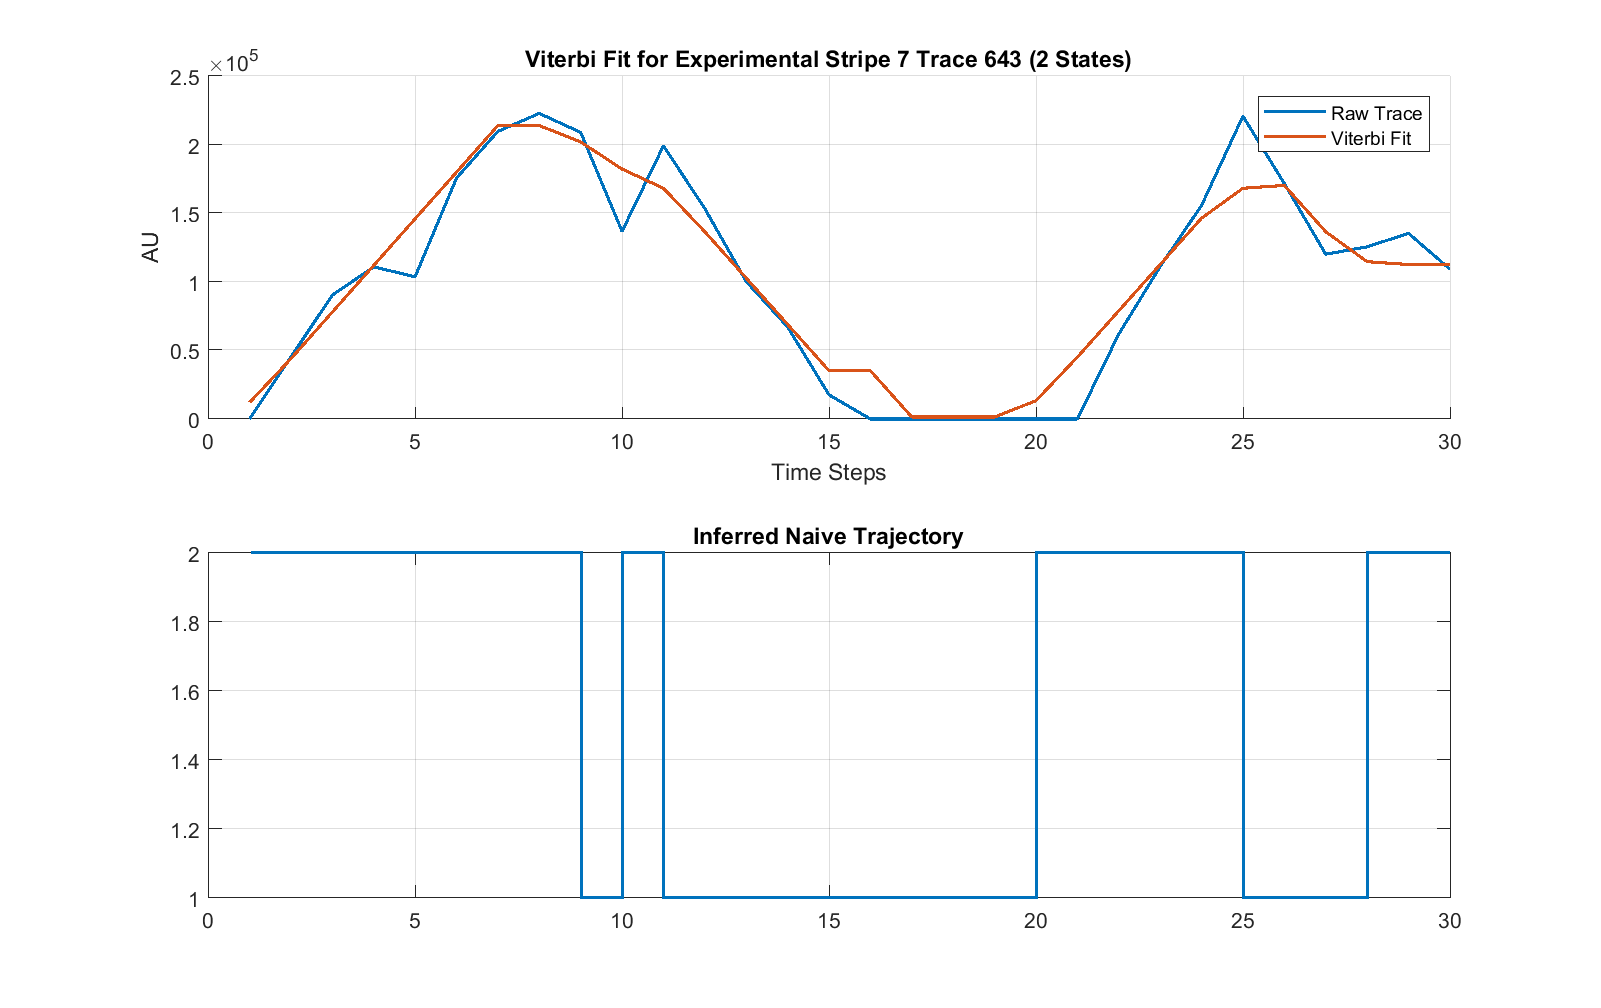 Viterbi Fit for Experimental Stripe 7 Trace 643 (2 States)
×10^5
2.5
2
1.5
1
0.5
0
AU
Raw Trace
Viterbi Fit
0 5 10 15 20 25 30
Time Steps
Inferred Naive Trajectory
2
1.8
1.6
1.4
1.2
1
0 5 10 15 20 25 30